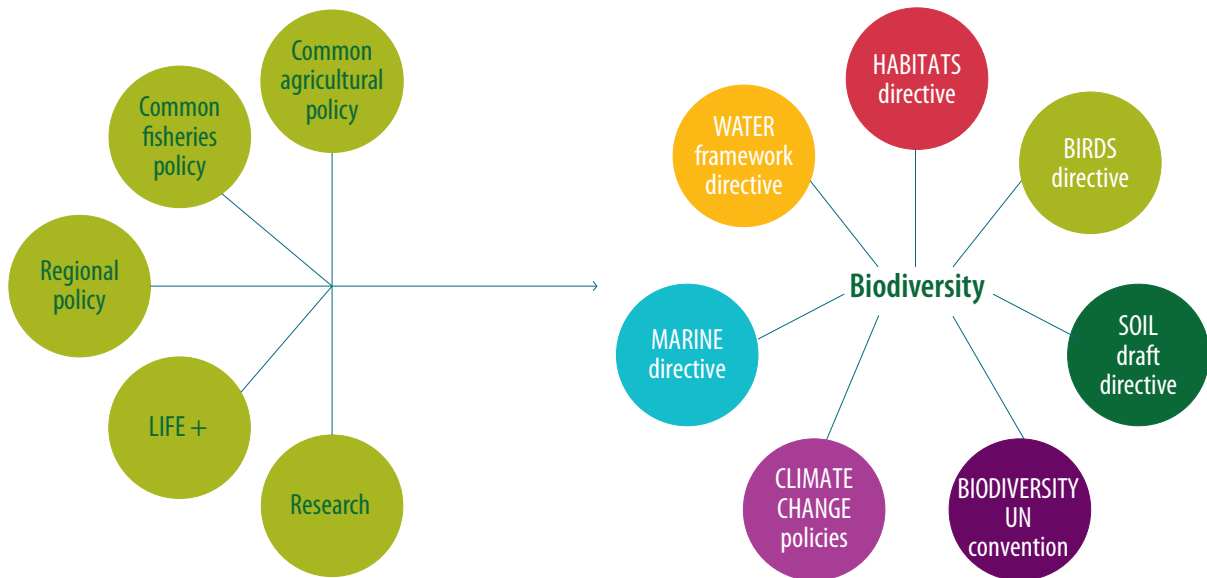 Common
agricultural
policy
Common
fisheries
policy
Regional
policy
LIFE +
Research
HABITATS
directive
WATER
framework
directive
BIRDS
directive
Biodiversity
MARINE
directive
SOIL
draft
directive
CLIMATE
CHANGE
policies
BIODIVERSITY
UN
convention